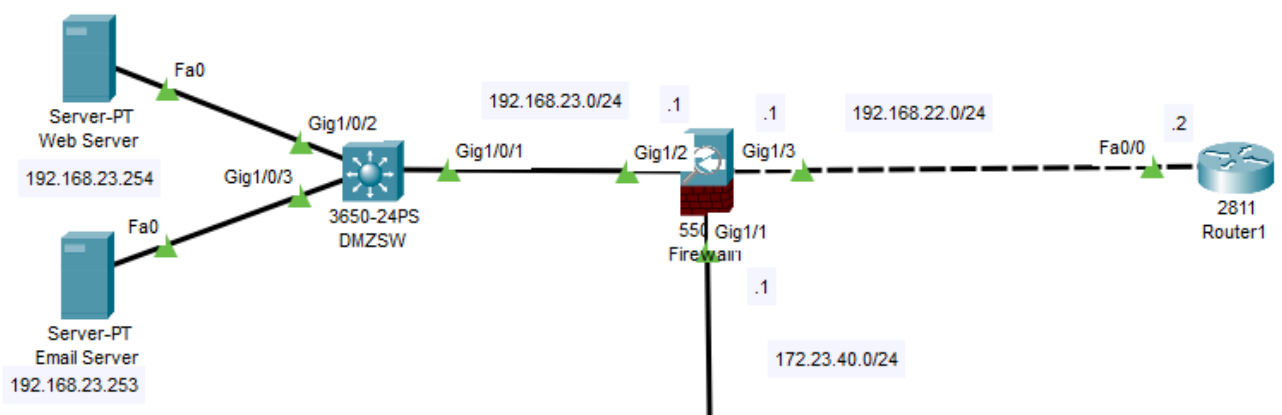 Fa0
Server-PT
Web Server
192.168.23.254
Gig1/0/2
Gig1/0/3
Fa0
Server-PT
Email Server
192.168.23.253
3650-24PS
DMZSW
Gig1/0/1
192.168.23.0/24
.1
Gig1/2
.1
Gig1/3
192.168.22.0/24
.2
Fa0/0
2811
Router1
Gig1/1
.1
172.23.40.0/24